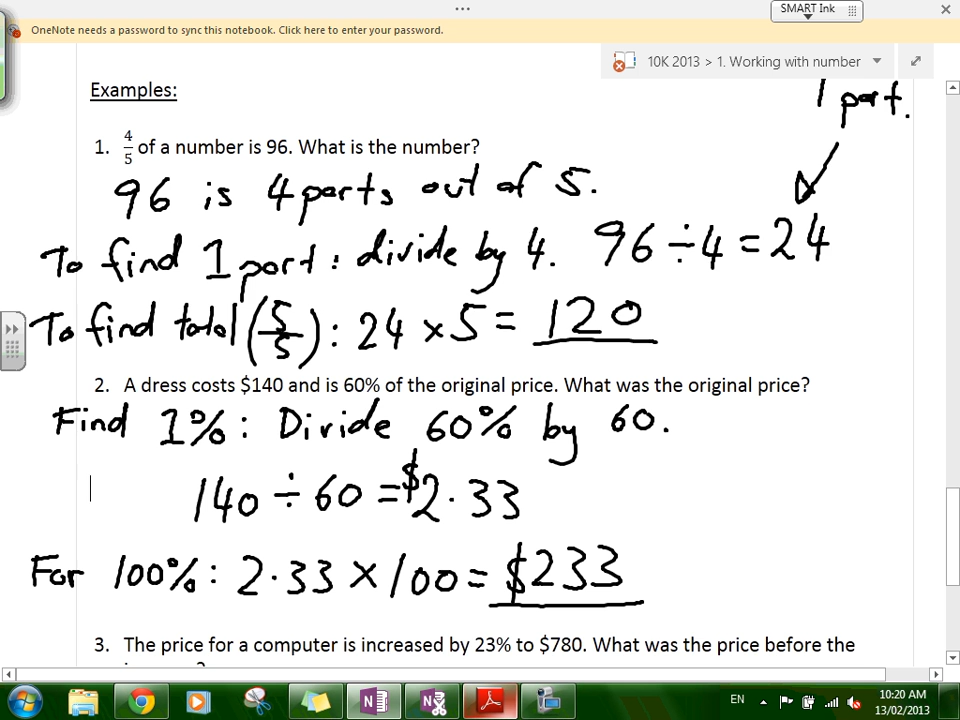 SMART Ink
OneNote needs a password to sync this notebook. Click here to enter your password.
10K 2013 > 1. Working with number
Examples:
1 part.
1. 4/5 of a number is 96. What is the number?
96 is 4 parts out of 5.
To find 1 part: divide by 4. 96 ÷ 4 = 24
To find total (5/5): 24 × 5 = 120
2. A dress costs $140 and is 60% of the original price. What was the original price?
Find 1%: Divide 60% by 60.
140 ÷ 60 = $2.33
For 100%: 2.33 × 100 = $233
3. The price for a computer is increased by 23% to $780. What was the price before the
EN
10:20 AM
13/02/2013